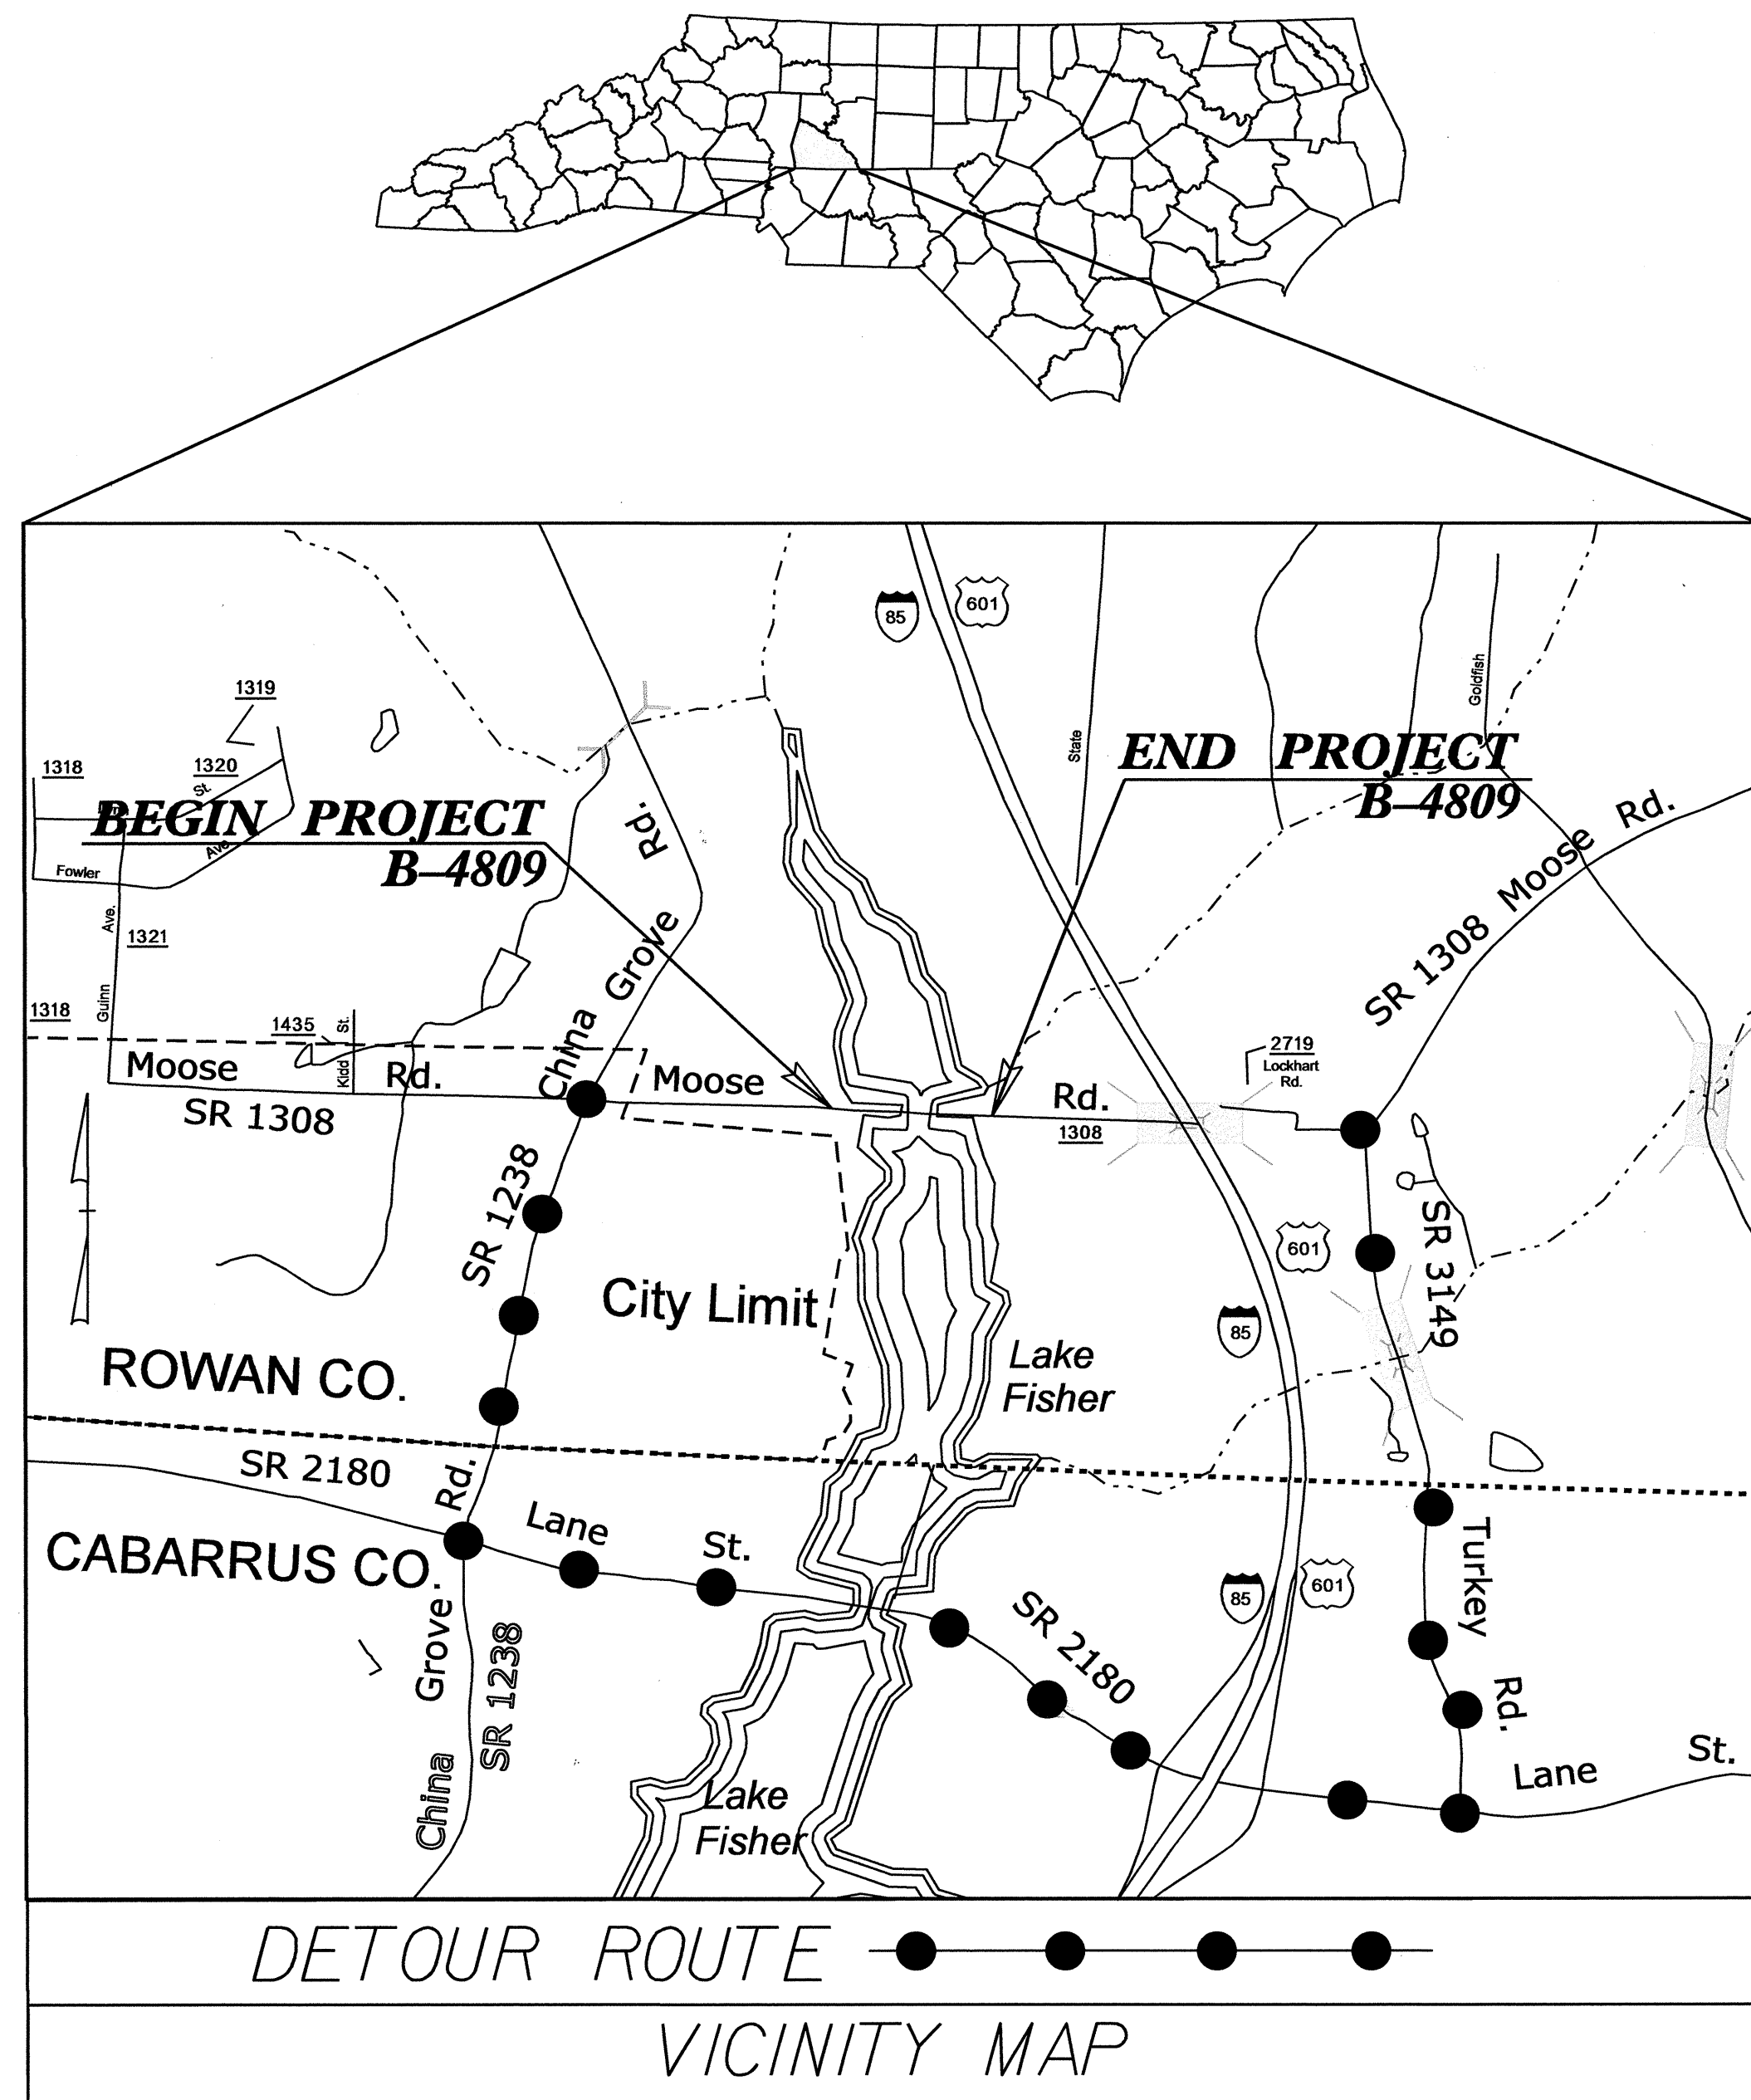 85
601
1319
1318
1320
St.
State
Goldfish
END PROJECT
B–4809
BEGIN PROJECT
B–4809
Ave.
Fowler
Rd.
SR 1308 Moose Rd.
Ave.
Guinn
1321
China Grove
1318
1435
St.
Kidd
2719
Lockhart
Rd.
Moose Rd.
Moose
Rd.
SR 1308
1308
SR 1238
601
SR 3149
City Limit
85
Lake
Fisher
ROWAN CO.
SR 2180
Rd.
Lane St.
CABARRUS CO.
Turkey
Rd.
85
601
SR 2180
Grove
SR 1238
China
Lane St.
Lake
Fisher
DETOUR ROUTE
VICINITY MAP